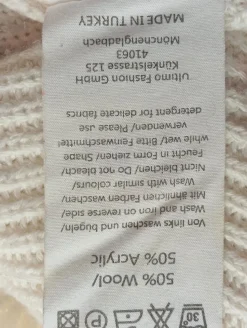 30
P
50% Wool/
50% Acrylic
Von links waschen und bügeln/
Wash and iron on reverse side/
Mit ähnlichen Farben waschen/
Wash with similar colours/
Nicht bleichen/ Do not bleach/
Feucht in Form ziehen/ Shape
while wet/ Feinwaschmittel
verwenden/ Please use
detergent for delicate fabrics
Ultimo Fashion GmbH
Künkelstrasse 125
41063
Mönchengladbach
MADE IN TURKEY